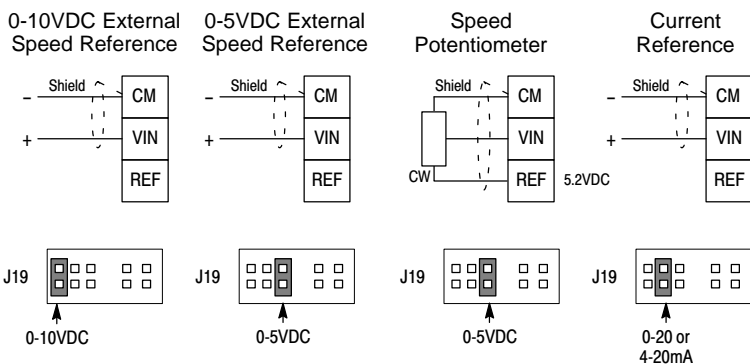 0-10VDC External
Speed Reference
0-5VDC External
Speed Reference
Speed
Potentiometer
Current
Reference
Shield
–
+
CM
VIN
REF
Shield
–
+
CM
VIN
REF
Shield
CW
CM
VIN
REF
5.2VDC
Shield
–
+
CM
VIN
REF
J19
0-10VDC
J19
0-5VDC
J19
0-5VDC
J19
0-20 or
4-20mA